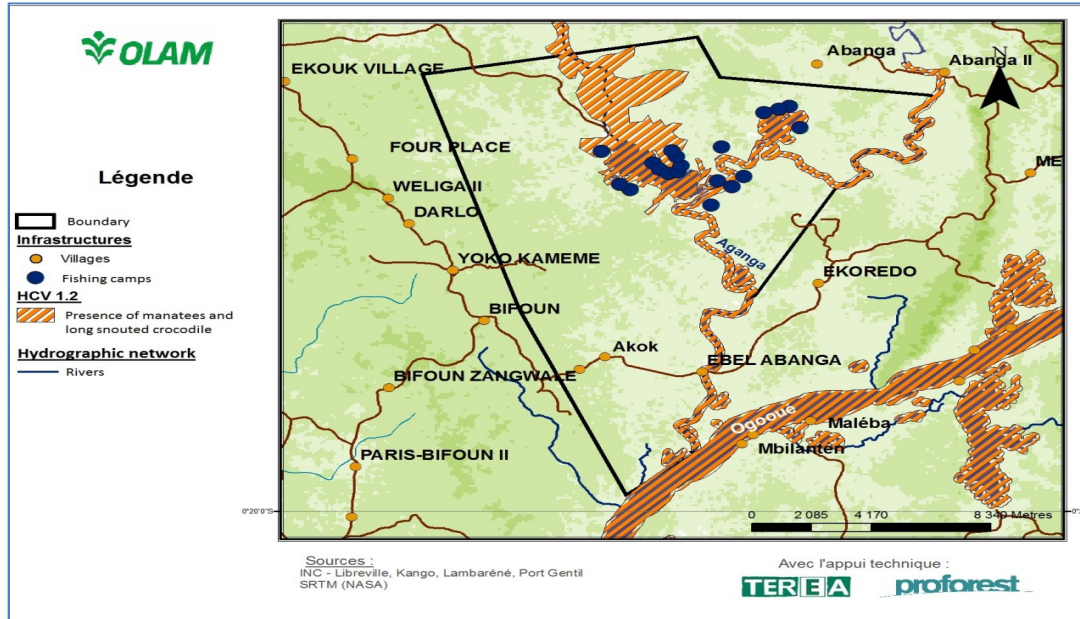 OLAM
Légende
Boundary
Infrastructures
Villages
Fishing camps
HCV 1.2
Presence of manatees and
long snouted crocodile
Hydrographic network
Rivers
Abanga
N
Abanga II
EKOUK VILLAGE
FOUR PLACE
ME
WELIGA II
DARLO
Aganga
YOKO KAMEME
EKOREDO
BIFOUN
Akok
EBEL ABANGA
BIFOUN ZANGWALE
Ogooué
Maléba
Mbilanten
PARIS-BIFOUN II
0°20'0"S
0 2 085 4 170 8 340 Metres
Sources :
INC - Libreville, Kango, Lambaréné, Port Gentil
SRTM (NASA)
Avec l'appui technique :
TEREA
proforest